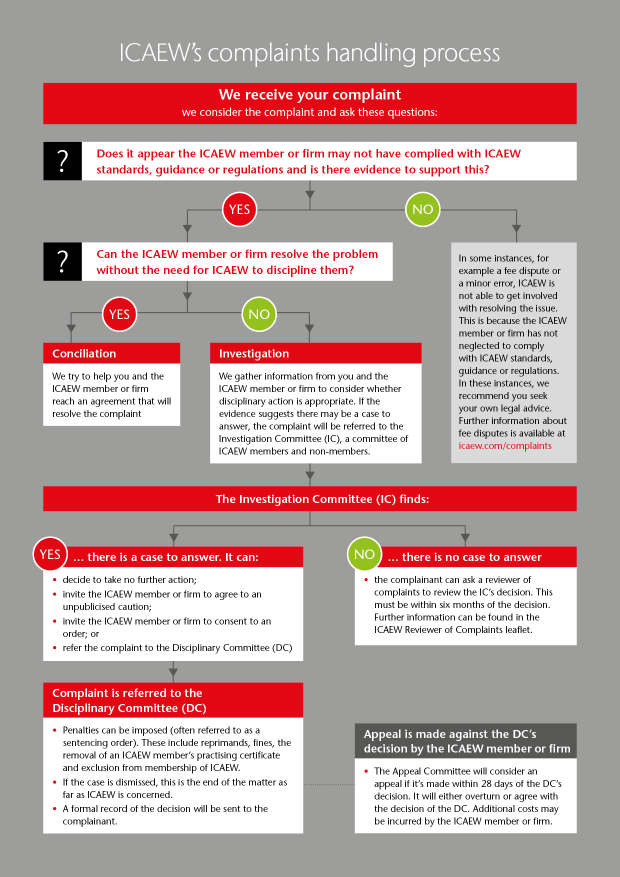 ICAEW's complaints handling process
We receive your complaint
we consider the complaint and ask these questions:
?
Does it appear the ICAEW member or firm may not have complied with ICAEW
standards, guidance or regulations and is there evidence to support this?
YES
NO
?
Can the ICAEW member or firm resolve the problem
without the need for ICAEW to discipline them?
In some instances, for
example a fee dispute or
a minor error, ICAEW is
not able to get involved
with resolving the issue.
This is because the ICAEW
member or firm has not
neglected to comply
with ICAEW standards,
guidance or regulations.
In these instances, we
recommend you seek
your own legal advice.
Further information about
fee disputes is available at
icaew.com/complaints
YES
NO
Conciliation
We try to help you and the
ICAEW member or firm
reach an agreement that will
resolve the complaint
Investigation
We gather information from you and the
ICAEW member or firm to consider whether
disciplinary action is appropriate. If the
evidence suggests there may be a case to
answer, the complaint will be referred to the
Investigation Committee (IC), a committee of
ICAEW members and non-members.
The Investigation Committee (IC) finds:
YES
... there is a case to answer. It can:
• decide to take no further action;
• invite the ICAEW member or firm to agree to an
unpublicised caution;
• invite the ICAEW member or firm to consent to an
order; or
• refer the complaint to the Disciplinary Committee (DC)
NO
... there is no case to answer
• the complainant can ask a reviewer of
complaints to review the IC's decision. This
must be within six months of the decision.
Further information can be found in the
ICAEW Reviewer of Complaints leaflet.
Complaint is referred to the
Disciplinary Committee (DC)
• Penalties can be imposed (often referred to as a
sentencing order). These include reprimands, fines, the
removal of an ICAEW member's practising certificate
and exclusion from membership of ICAEW.
• If the case is dismissed, this is the end of the matter as
far as ICAEW is concerned.
• A formal record of the decision will be sent to the
complainant.
Appeal is made against the DC's
decision by the ICAEW member or firm
• The Appeal Committee will consider an
appeal if it's made within 28 days of the DC's
decision. It will either overturn or agree with
the decision of the DC. Additional costs may
be incurred by the ICAEW member or firm.